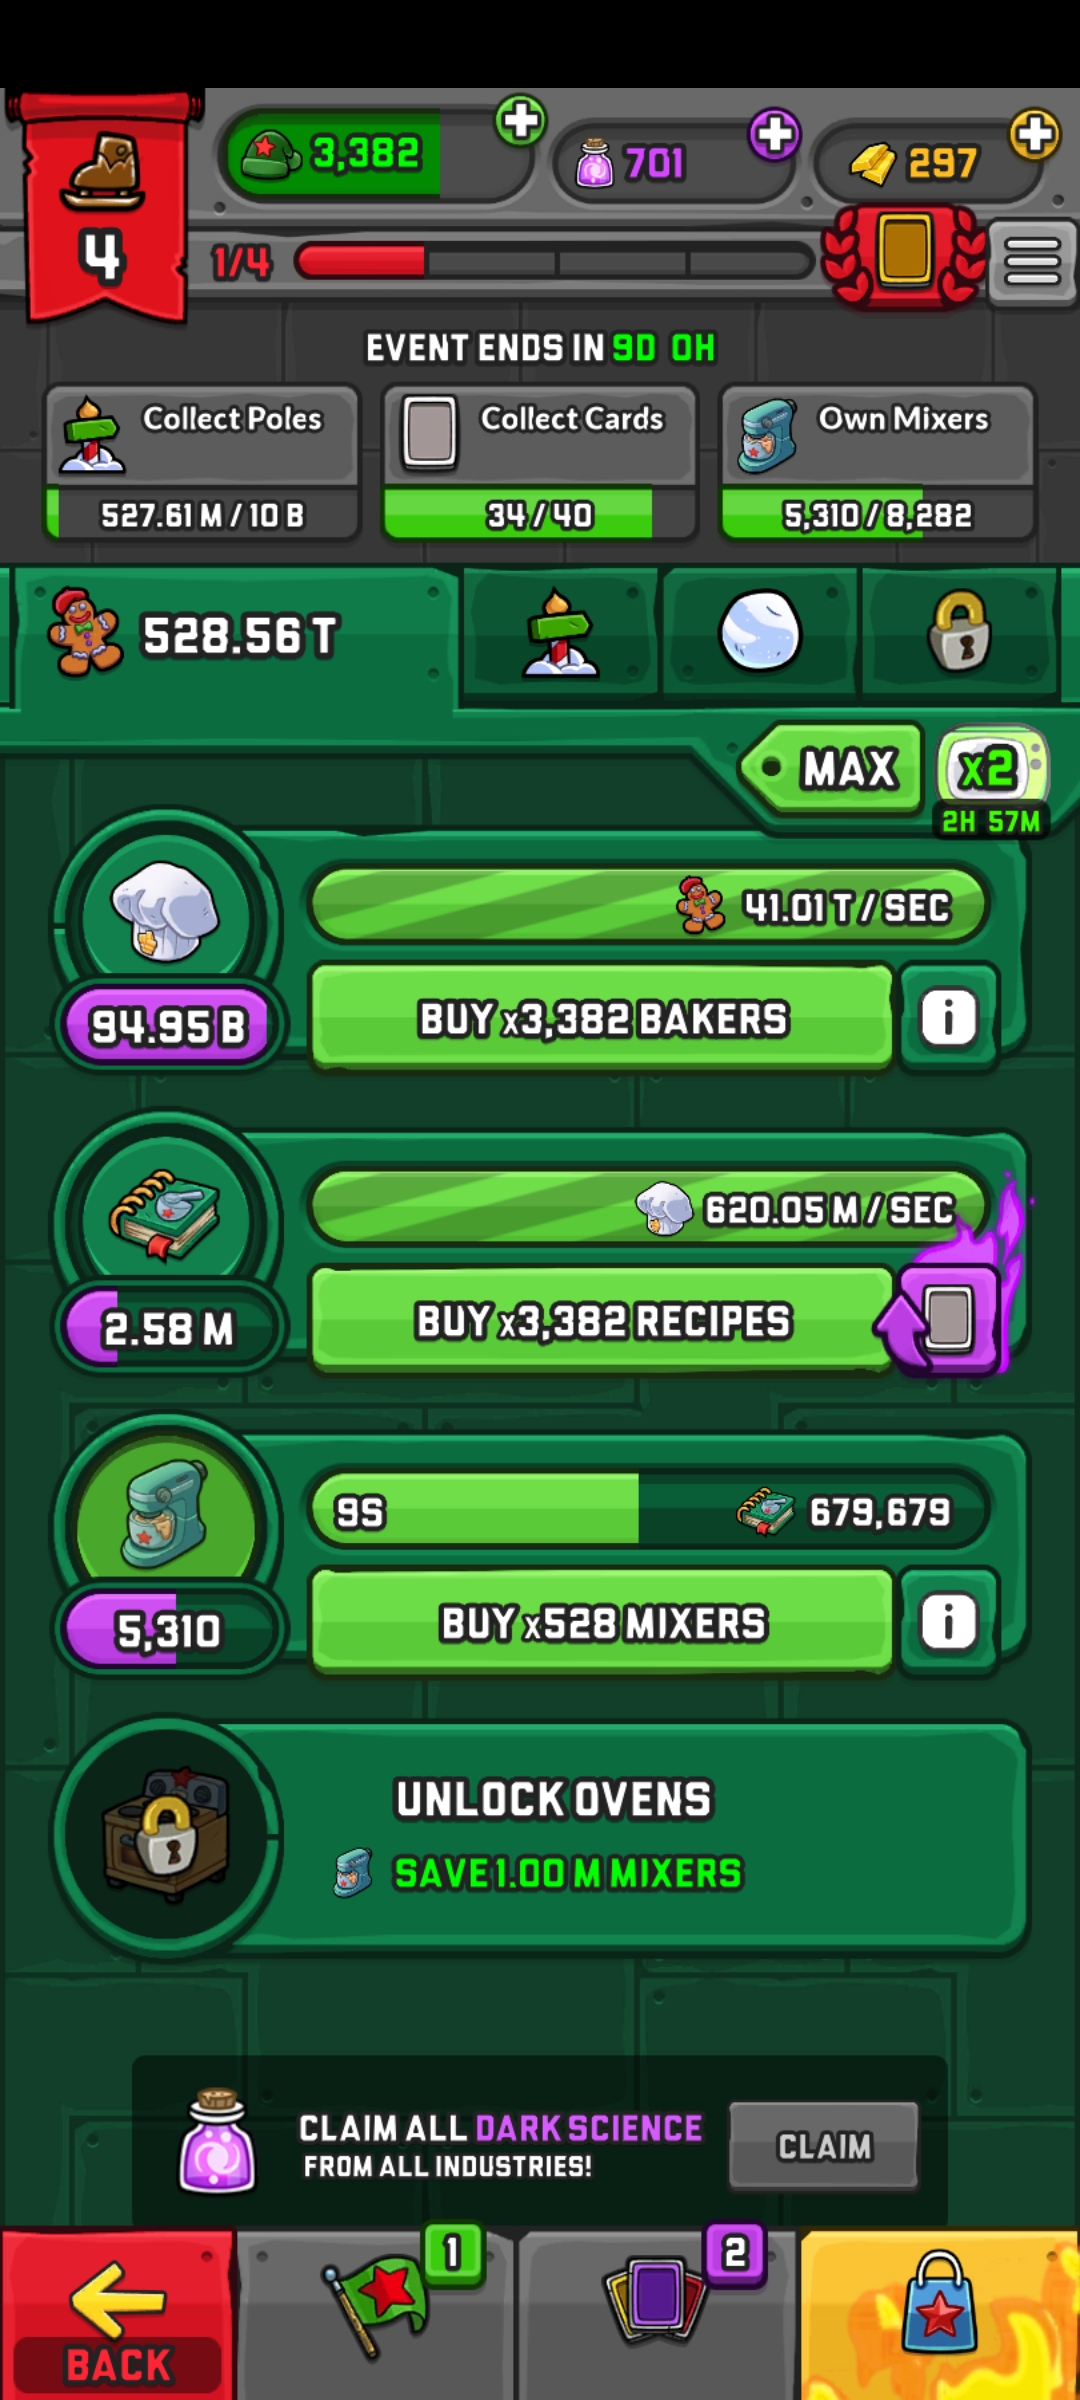 3,382
701
297
4
1/4
EVENT ENDS IN 9D 0H
Collect Poles
527.61 M / 10 B
Collect Cards
34 / 40
Own Mixers
5,310 / 8,282
528.56 T
MAX
x2
2H 57M
41.01 T / SEC
94.95 B
BUY x3,382 BAKERS
i
620.05 M / SEC
2.58 M
BUY x3,382 RECIPES
9S
679,679
5,310
BUY x528 MIXERS
i
UNLOCK OVENS
SAVE 1.00 M MIXERS
CLAIM ALL DARK SCIENCE
FROM ALL INDUSTRIES!
CLAIM
1
2
BACK